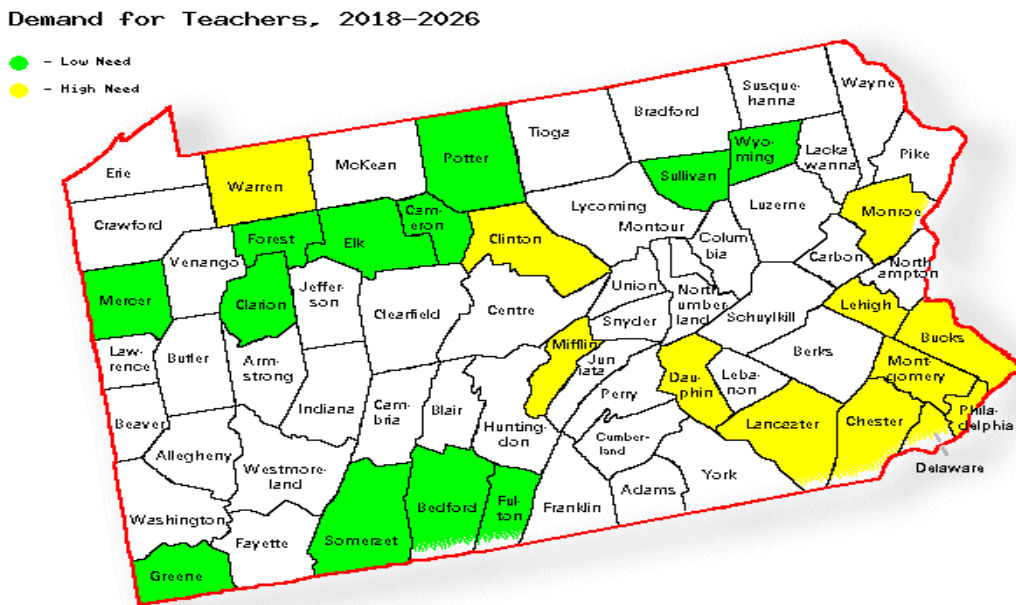 Demand for Teachers, 2018-2026
- Low Need
- High Need
Erie
Crawford
Warren
McKean
Potter
Tioga
Bradford
Susque-
hanna
Wayne
Wyo-
ming
Lacka
wanna
Pike
Sullivan
Mercer
Venango
Forest
Elk
Cam-
eron
Clinton
Lycoming
Montour
Colum
bia
Luzerne
Monroe
Carbon
North
ampton
Clarion
Jeffer-
son
Clearfield
Centre
Union
Snyder
North
umber
land
Schuylkill
Lehigh
Bucks
Law-
rence
Butler
Arm-
strong
Indiana
Cam-
bria
Blair
Hunting-
don
Mifflin
Jun
iata
Perry
Dau-
phin
Leba-
non
Berks
Mont-
gomery
Beaver
Allegheny
Westmore-
land
Cumber-
land
Lancazter
Chester
Phila-
delphia
Delaware
Washington
Greene
Fayette
Somerzet
Bedford
Ful-
ton
Franklin
Adams
York